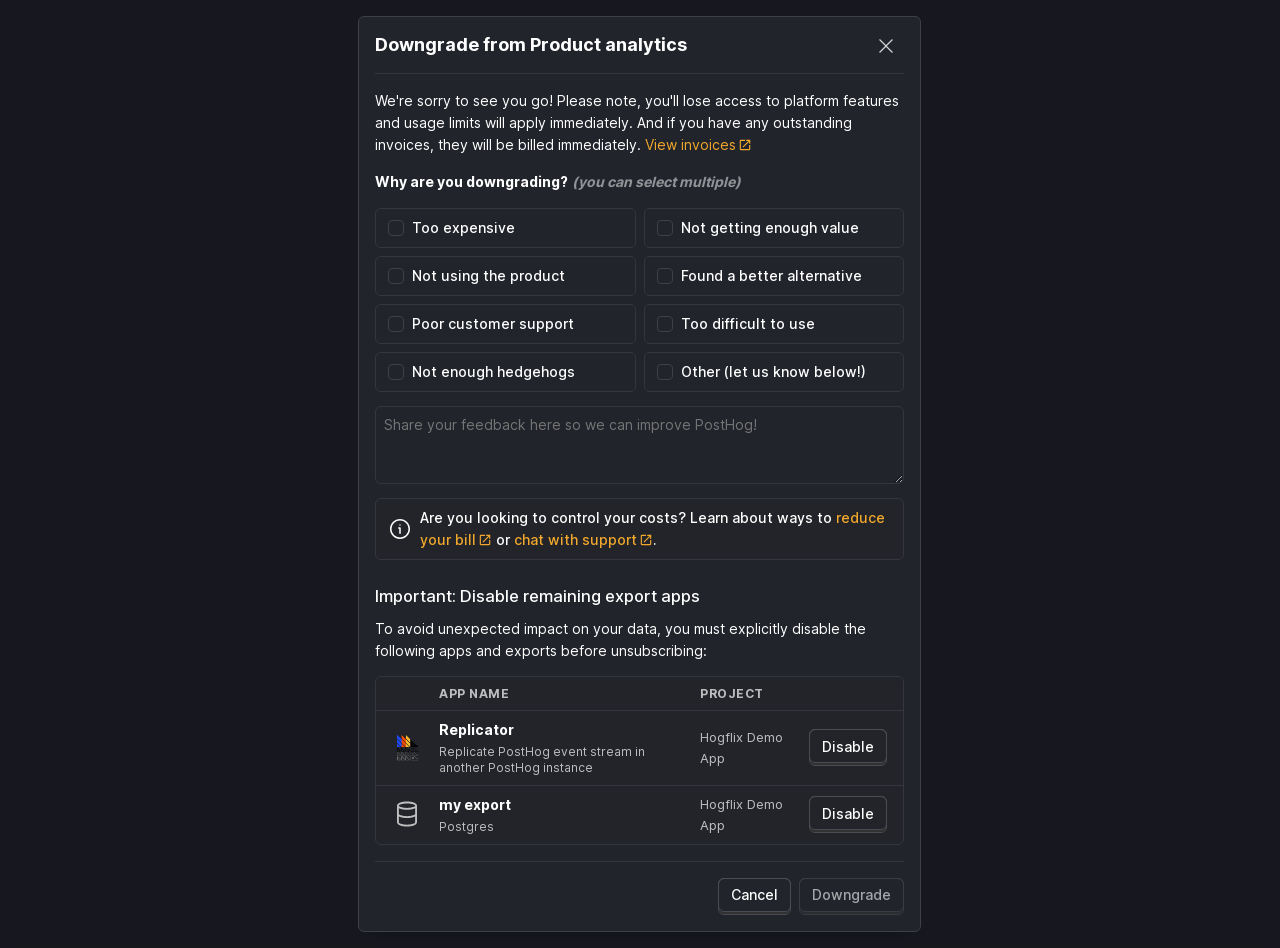 Downgrade from Product analytics
We're sorry to see you go! Please note, you'll lose access to platform features
and usage limits will apply immediately. And if you have any outstanding
invoices, they will be billed immediately. View invoices
Why are you downgrading? (you can select multiple)
Too expensive
Not getting enough value
Not using the product
Found a better alternative
Poor customer support
Too difficult to use
Not enough hedgehogs
Other (let us know below!)
Share your feedback here so we can improve PostHog!
Are you looking to control your costs? Learn about ways to reduce
your bill or chat with support.
Important: Disable remaining export apps
To avoid unexpected impact on your data, you must explicitly disable the
following apps and exports before unsubscribing:
APP NAME
PROJECT
Replicator
Replicate PostHog event stream in
another PostHog instance
Hogflix Demo
App
Disable
my export
Postgres
Hogflix Demo
App
Disable
Cancel
Downgrade